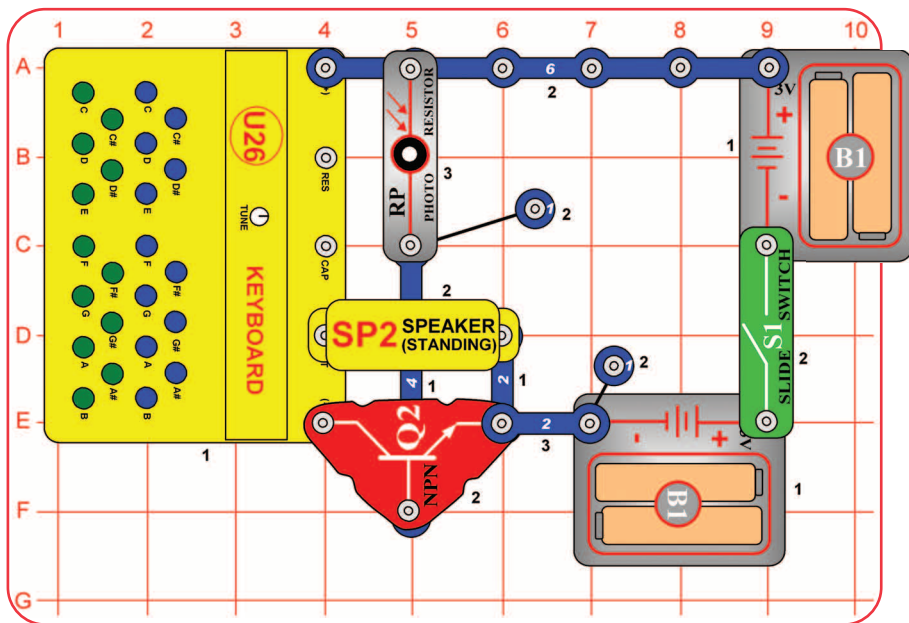 1 2 3 4 5 6 7 8 9 10
A
B
C
D
E
F
G
C
D
E
F
G
A
B
C#
D#
F#
G#
A#
C
D
E
F
G
A
B
C#
D#
F#
G#
A#
U26
TUNE
KEYBOARD
RES
CAP
1
RP
PHOTO RESISTOR
3
6
2
1
2
2
4
1
2
1
SP2 SPEAKER
(STANDING)
Q2
NPN
2
2
3
1
2
3V
+
-
B1
1
S1
SLIDE SWITCH
2
-
+
B1
1